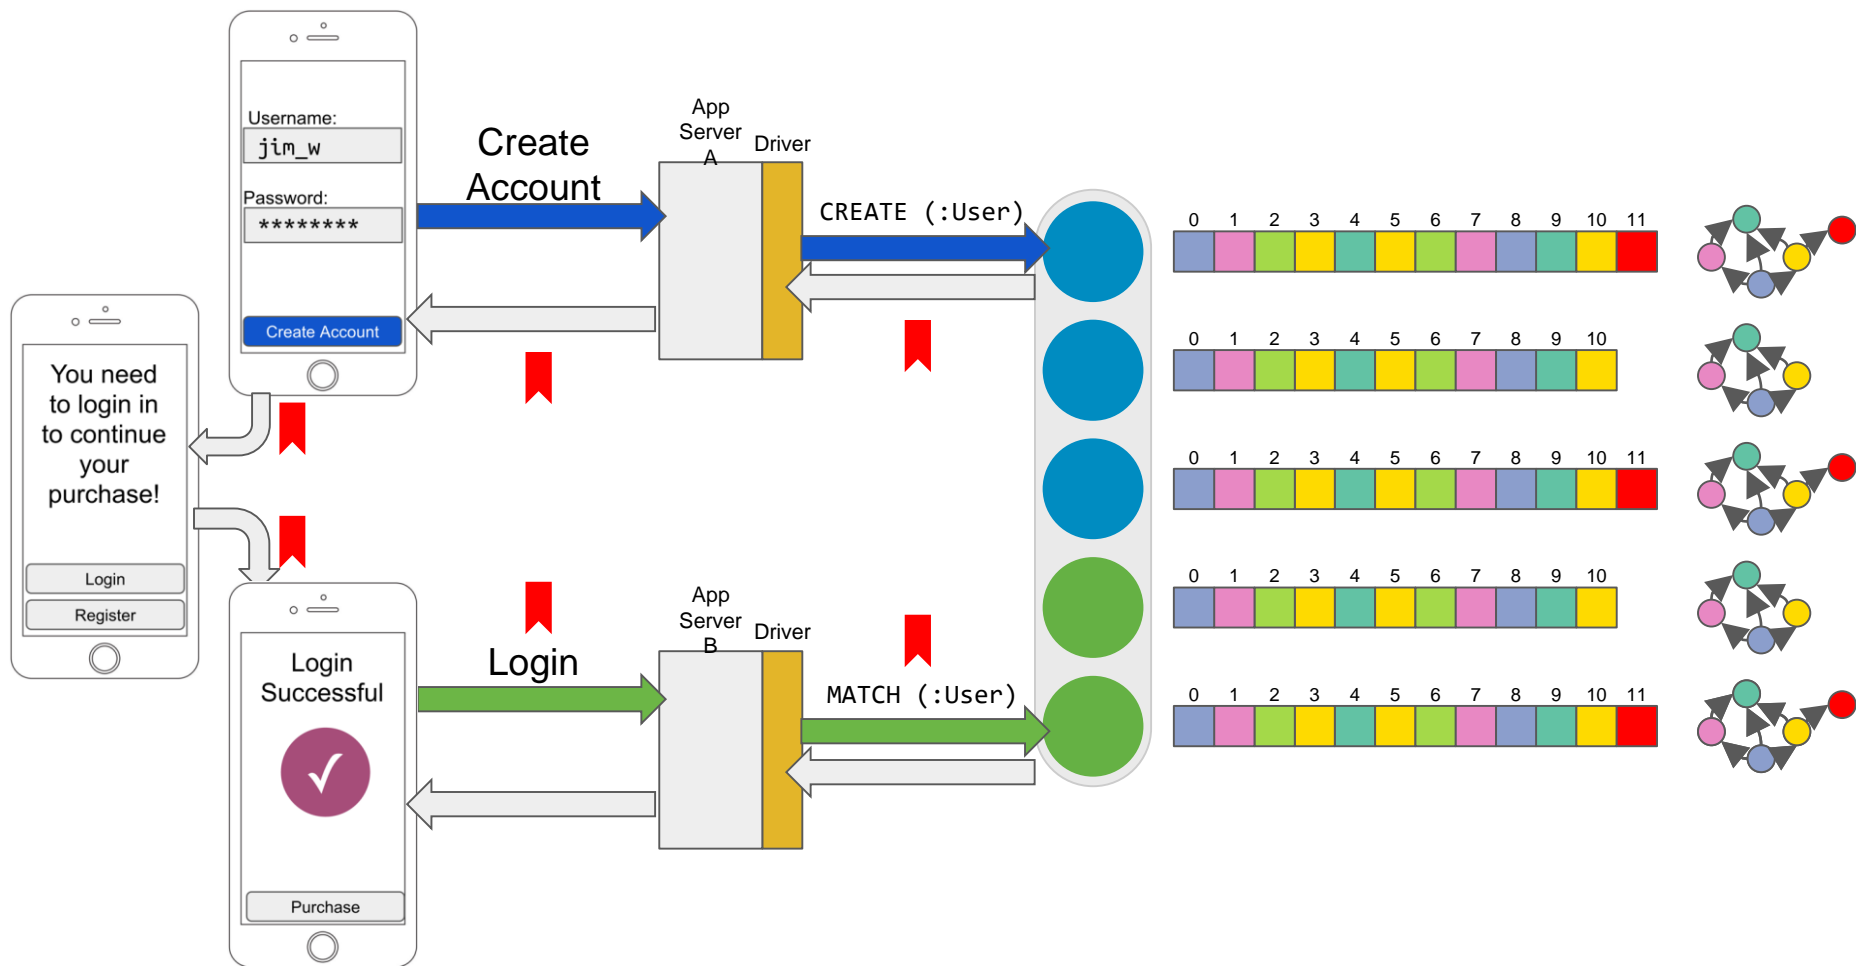 Username:
jim_w
Password:
********
Create Account
You need
to login in
to continue
your
purchase!
Login
Register
Login
Successful
Purchase
Create
Account
App
Server
A
Driver
CREATE (:User)
Login
App
Server
B
Driver
MATCH (:User)
0 1 2 3 4 5 6 7 8 9 10 11
0 1 2 3 4 5 6 7 8 9 10
0 1 2 3 4 5 6 7 8 9 10 11
0 1 2 3 4 5 6 7 8 9 10
0 1 2 3 4 5 6 7 8 9 10 11